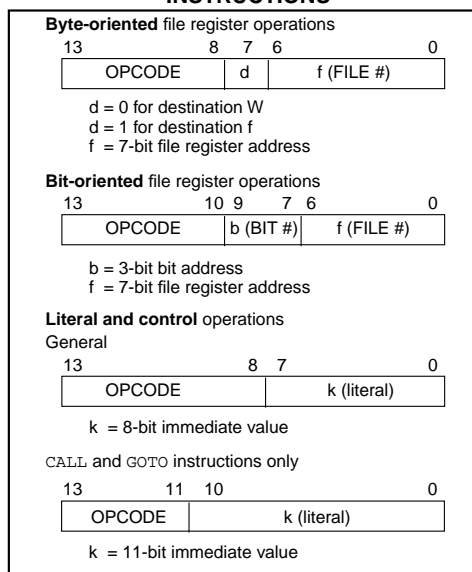 INSTRUCTIONS
Byte-oriented file register operations
13 8 7 6 0
OPCODE d f (FILE #)
d = 0 for destination W
d = 1 for destination f
f = 7-bit file register address
Bit-oriented file register operations
13 10 9 7 6 0
OPCODE b (BIT #) f (FILE #)
b = 3-bit bit address
f = 7-bit file register address
Literal and control operations
General
13 8 7 0
OPCODE k (literal)
k = 8-bit immediate value
CALL and GOTO instructions only
13 11 10 0
OPCODE k (literal)
k = 11-bit immediate value